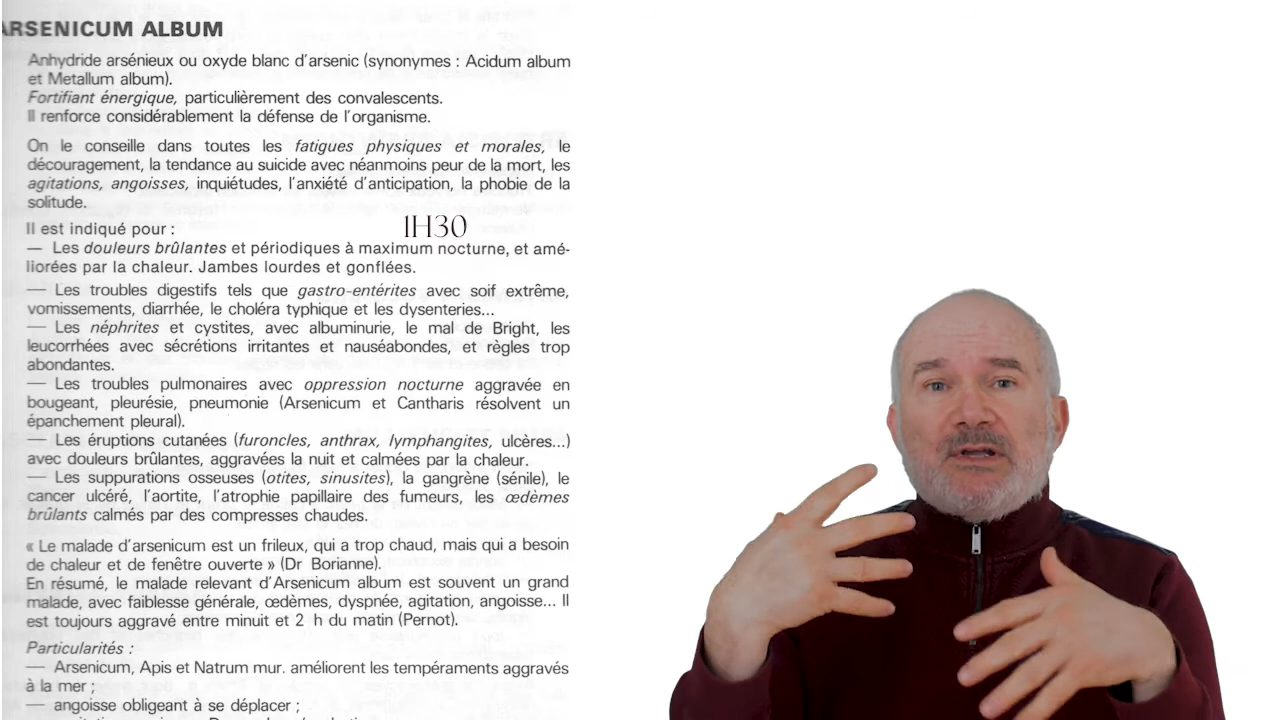 ARSENICUM ALBUM
Anhydride arsénieux ou oxyde blanc d'arsenic (synonymes : Acidum album
et Metallum album).
Fortifiant énergique, particulièrement des convalescents.
Il renforce considérablement la défense de l'organisme.
On le conseille dans toutes les fatigues physiques et morales, le
découragement, la tendance au suicide avec néanmoins peur de la mort, les
agitations, angoisses, inquiétudes, l'anxiété d'anticipation, la phobie de la
solitude.
Il est indiqué pour :
1H30
— Les douleurs brûlantes et périodiques à maximum nocturne, et amé-
liorées par la chaleur. Jambes lourdes et gonflées.
— Les troubles digestifs tels que gastro-entérites avec soif extrême,
vomissements, diarrhée, le choléra typhique et les dysenteries...
— Les néphrites et cystites, avec albuminurie, le mal de Bright, les
leucorrhées avec sécrétions irritantes et nauséabondes, et règles trop
abondantes.
— Les troubles pulmonaires avec oppression nocturne aggravée en
bougeant, pleurésie, pneumonie (Arsenicum et Cantharis résolvent un
épanchement pleural).
— Les éruptions cutanées (furoncles, anthrax, lymphangites, ulcères...)
avec douleurs brûlantes, aggravées la nuit et calmées par la chaleur.
— Les suppurations osseuses (otites, sinusites), la gangrène (sénile), le
cancer ulcéré, l'aortite, l'atrophie papillaire des fumeurs, les œdèmes
brûlants calmés par des compresses chaudes.
« Le malade d'arsenicum est un frileux, qui a trop chaud, mais qui a besoin
de chaleur et de fenêtre ouverte » (Dr Borianne).
En résumé, le malade relevant d'Arsenicum album est souvent un grand
malade, avec faiblesse générale, œdèmes, dyspnée, agitation, angoisse... Il
est toujours aggravé entre minuit et 2 h du matin (Pernot).
Particularités :
— Arsenicum, Apis et Natrum mur. améliorent les tempéraments aggravés
à la mer ;
— angoisse obligeant à se déplacer ;